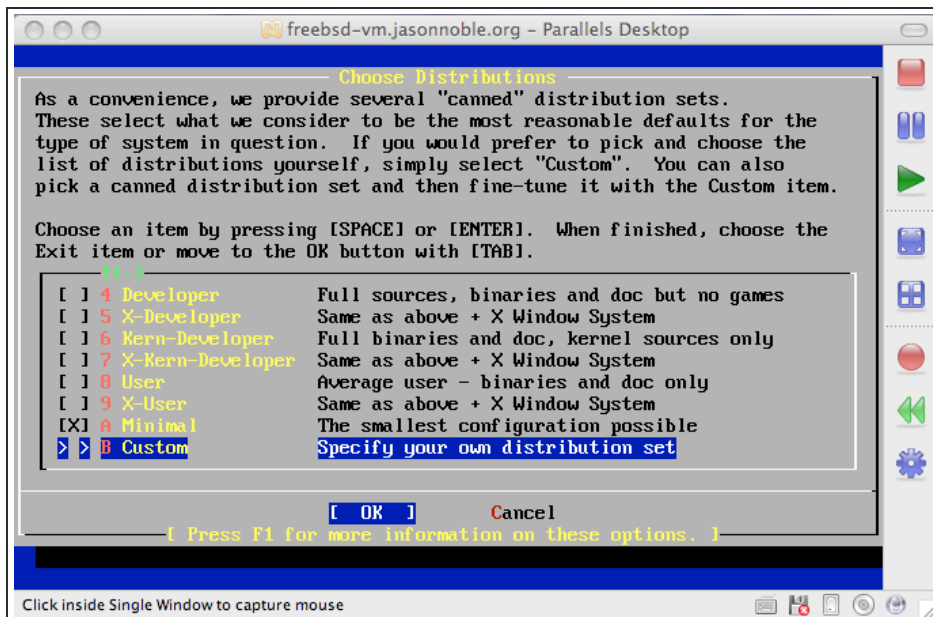 freebsd-vm.jasonnoble.org – Parallels Desktop
Choose Distributions
As a convenience, we provide several "canned" distribution sets.
These select what we consider to be the most reasonable defaults for the
type of system in question.  If you would prefer to pick and choose the
list of distributions yourself, simply select "Custom".  You can also
pick a canned distribution set and then fine-tune it with the Custom item.
Choose an item by pressing [SPACE] or [ENTER].  When finished, choose the
Exit item or move to the OK button with [TAB].
↑(-)
[ ] 4 Developer Full sources, binaries and doc but no games
[ ] 5 X-Developer Same as above + X Window System
[ ] 6 Kern-Developer Full binaries and doc, kernel sources only
[ ] 7 X-Kern-Developer Same as above + X Window System
[ ] 8 User Average user - binaries and doc only
[ ] 9 X-User Same as above + X Window System
[X] A Minimal The smallest configuration possible
> > B Custom Specify your own distribution set
[ OK ] Cancel
[ Press F1 for more information on these options. ]
Click inside Single Window to capture mouse